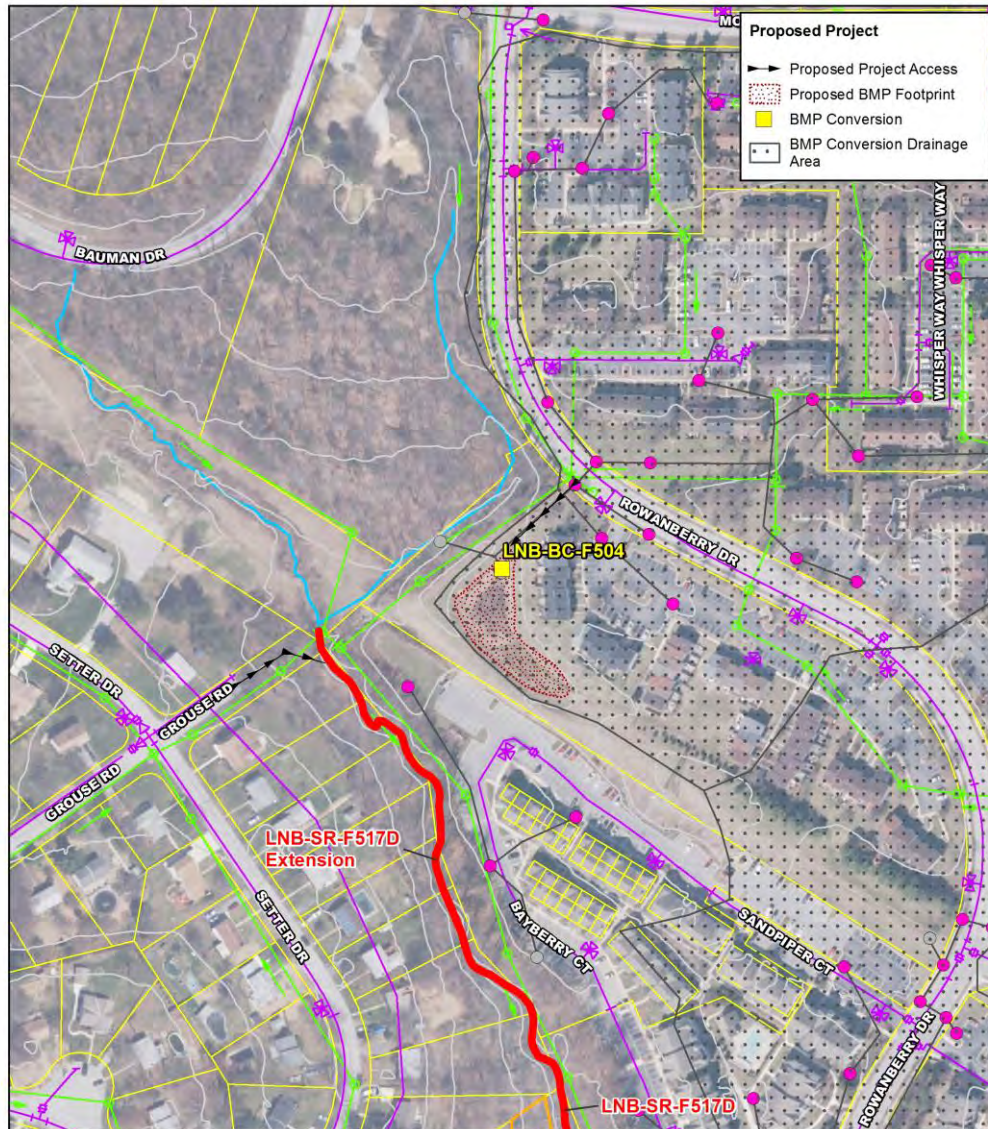 MO
Proposed Project
Proposed Project Access
Proposed BMP Footprint
BMP Conversion
BMP Conversion Drainage
Area
BAUMAN DR
WHISPER WAY
WHISPER WAY
ROWANBERRY DR
LNB-BC-F504
SETTER DR
GROUSE RD
GROUSE RD
LNB-SR-F517D
Extension
SETTER DR
BAYBERRY CT
SANDPIPER CT
ROWANBERRY DR
LNB-SR-F517D